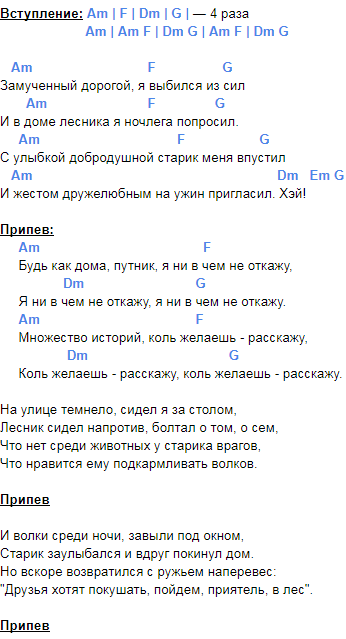 Вступление: Am | F | Dm | G | — 4 раза
Am | Am F | Dm G | Am F | Dm G
Am F G
Замученный дорогой, я выбился из сил
Am F G
И в доме лесника я ночлега попросил.
Am F G
С улыбкой добродушной старик меня впустил
Am Dm Em G
И жестом дружелюбным на ужин пригласил. Хэй!
Припев:
Am F
Будь как дома, путник, я ни в чем не откажу,
Dm G
Я ни в чем не откажу, я ни в чем не откажу.
Am F
Множество историй, коль желаешь - расскажу,
Dm G
Коль желаешь - расскажу, коль желаешь - расскажу.
На улице темнело, сидел я за столом,
Лесник сидел напротив, болтал о том, о сем,
Что нет среди животных у старика врагов,
Что нравится ему подкармливать волков.
Припев
И волки среди ночи, завыли под окном,
Старик заулыбался и вдруг покинул дом.
Но вскоре возвратился с ружьем наперевес:
"Друзья хотят покушать, пойдем, приятель, в лес".
Припев